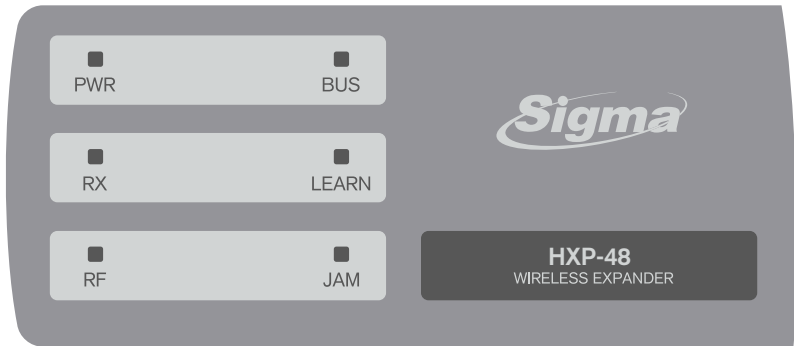 PWR BUS
Sigma
RX LEARN
RF JAM
HXP-48
WIRELESS EXPANDER